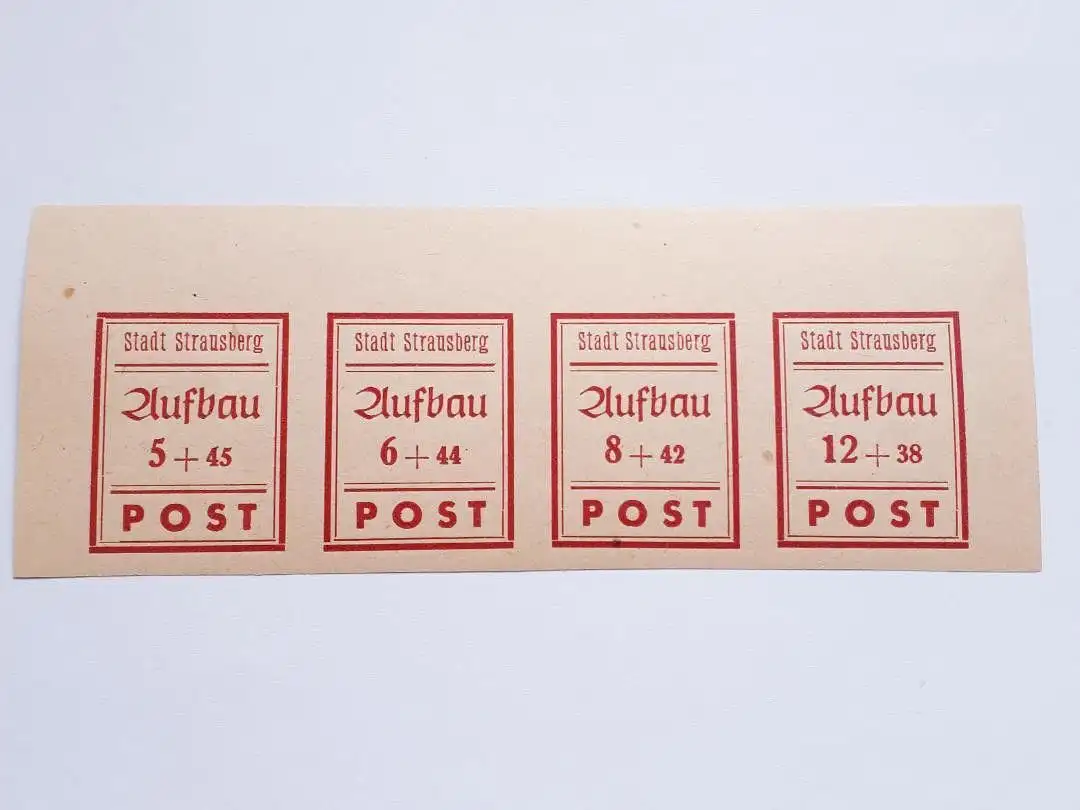 Stadt Strausberg
Aufbau
5 + 45
POST
Stadt Strausberg
Aufbau
6 + 44
POST
Stadt Strausberg
Aufbau
8 + 42
POST
Stadt Strausberg
Aufbau
12 + 38
POST